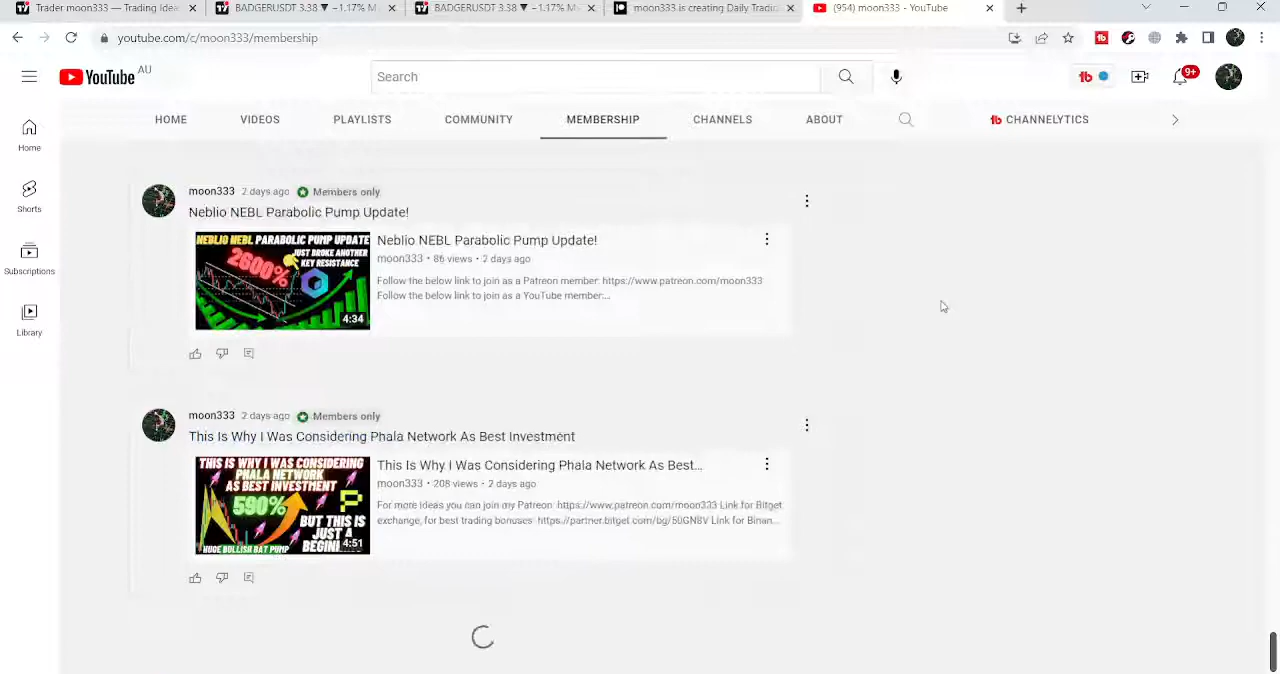 Trader moon333 — Trading Ideas
BADGERUSDT 3.38 ▼ −1.17% M
BADGERUSDT 3.38 ▼ −1.17% M
moon333 is creating Daily Tradi
(954) moon333 - YouTube
youtube.com/c/moon333/membership
YouTube AU
Search
9+
HOME
VIDEOS
PLAYLISTS
COMMUNITY
MEMBERSHIP
CHANNELS
ABOUT
tb CHANNELYTICS
Home
Shorts
Subscriptions
Library
moon333 2 days ago Members only
Neblio NEBL Parabolic Pump Update!
NEBLIO NEBL PARABOLIC PUMP UPDATE
JUST BROKE ANOTHER
KEY RESISTANCE
2600%
4:34
Neblio NEBL Parabolic Pump Update!
moon333 • 86 views • 2 days ago
Follow the below link to join as a Patreon member: https://www.patreon.com/moon333
Follow the below link to join as a YouTube member:...
moon333 2 days ago Members only
This Is Why I Was Considering Phala Network As Best Investment
THIS IS WHY I WAS CONSIDERING
PHALA NETWORK
AS BEST INVESTMENT
590%
BUT THIS IS
JUST A
BEGINI
HUGE BULLISH BAT PUMP
4:51
This Is Why I Was Considering Phala Network As Best...
moon333 • 208 views • 2 days ago
For more Ideas you can join my Patreon: https://www.patreon.com/moon333 Link for Bitget
exchange, for best trading bonuses: https://partner.bitget.com/bg/5UGN8V Link for Binan...